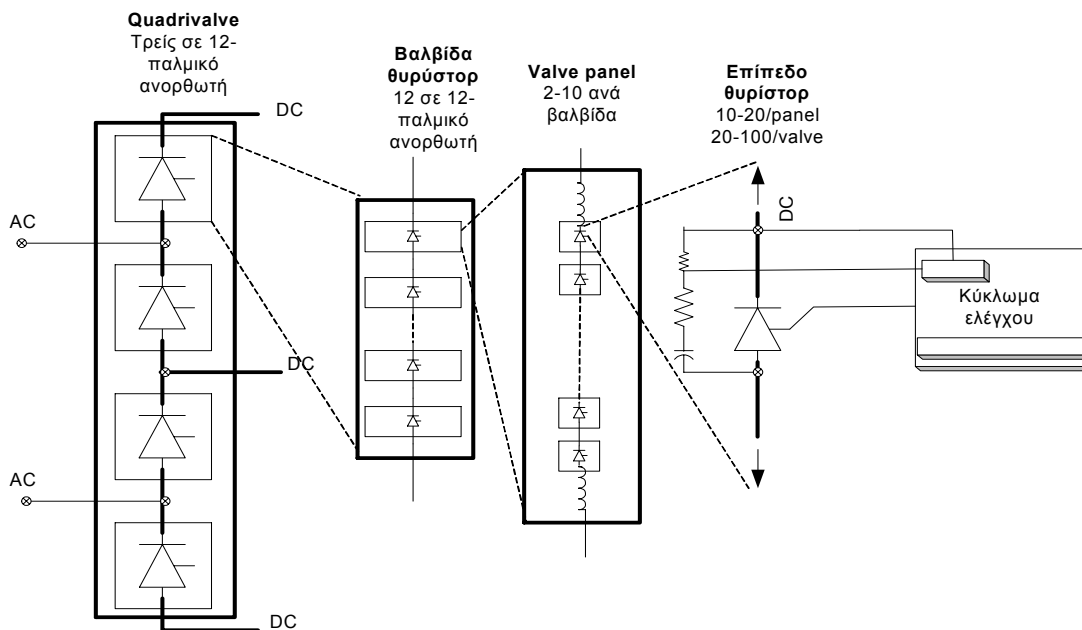 Quadrivalve
Τρείς σε 12-
παλμικό
ανορθωτή
Βαλβίδα
θυρύστορ
12 σε 12-
παλμικό
ανορθωτή
Valve panel
2-10 ανά
βαλβίδα
Επίπεδο
θυρίστορ
10-20/panel
20-100/valve
DC
AC
DC
AC
DC
DC
Κύκλωμα
ελέγχου